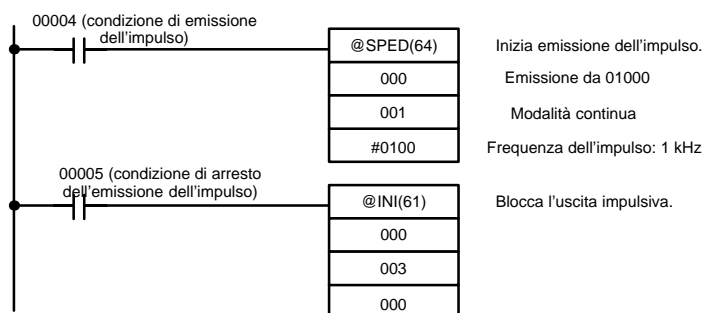 00004 (condizione di emissione
dell'impulso)
@SPED(64) Inizia emissione dell'impulso.
000 Emissione da 01000
001 Modalità continua
#0100 Frequenza dell'impulso: 1 kHz
00005 (condizione di arresto
dell'emissione dell'impulso)
@INI(61) Blocca l'uscita impulsiva.
000
003
000